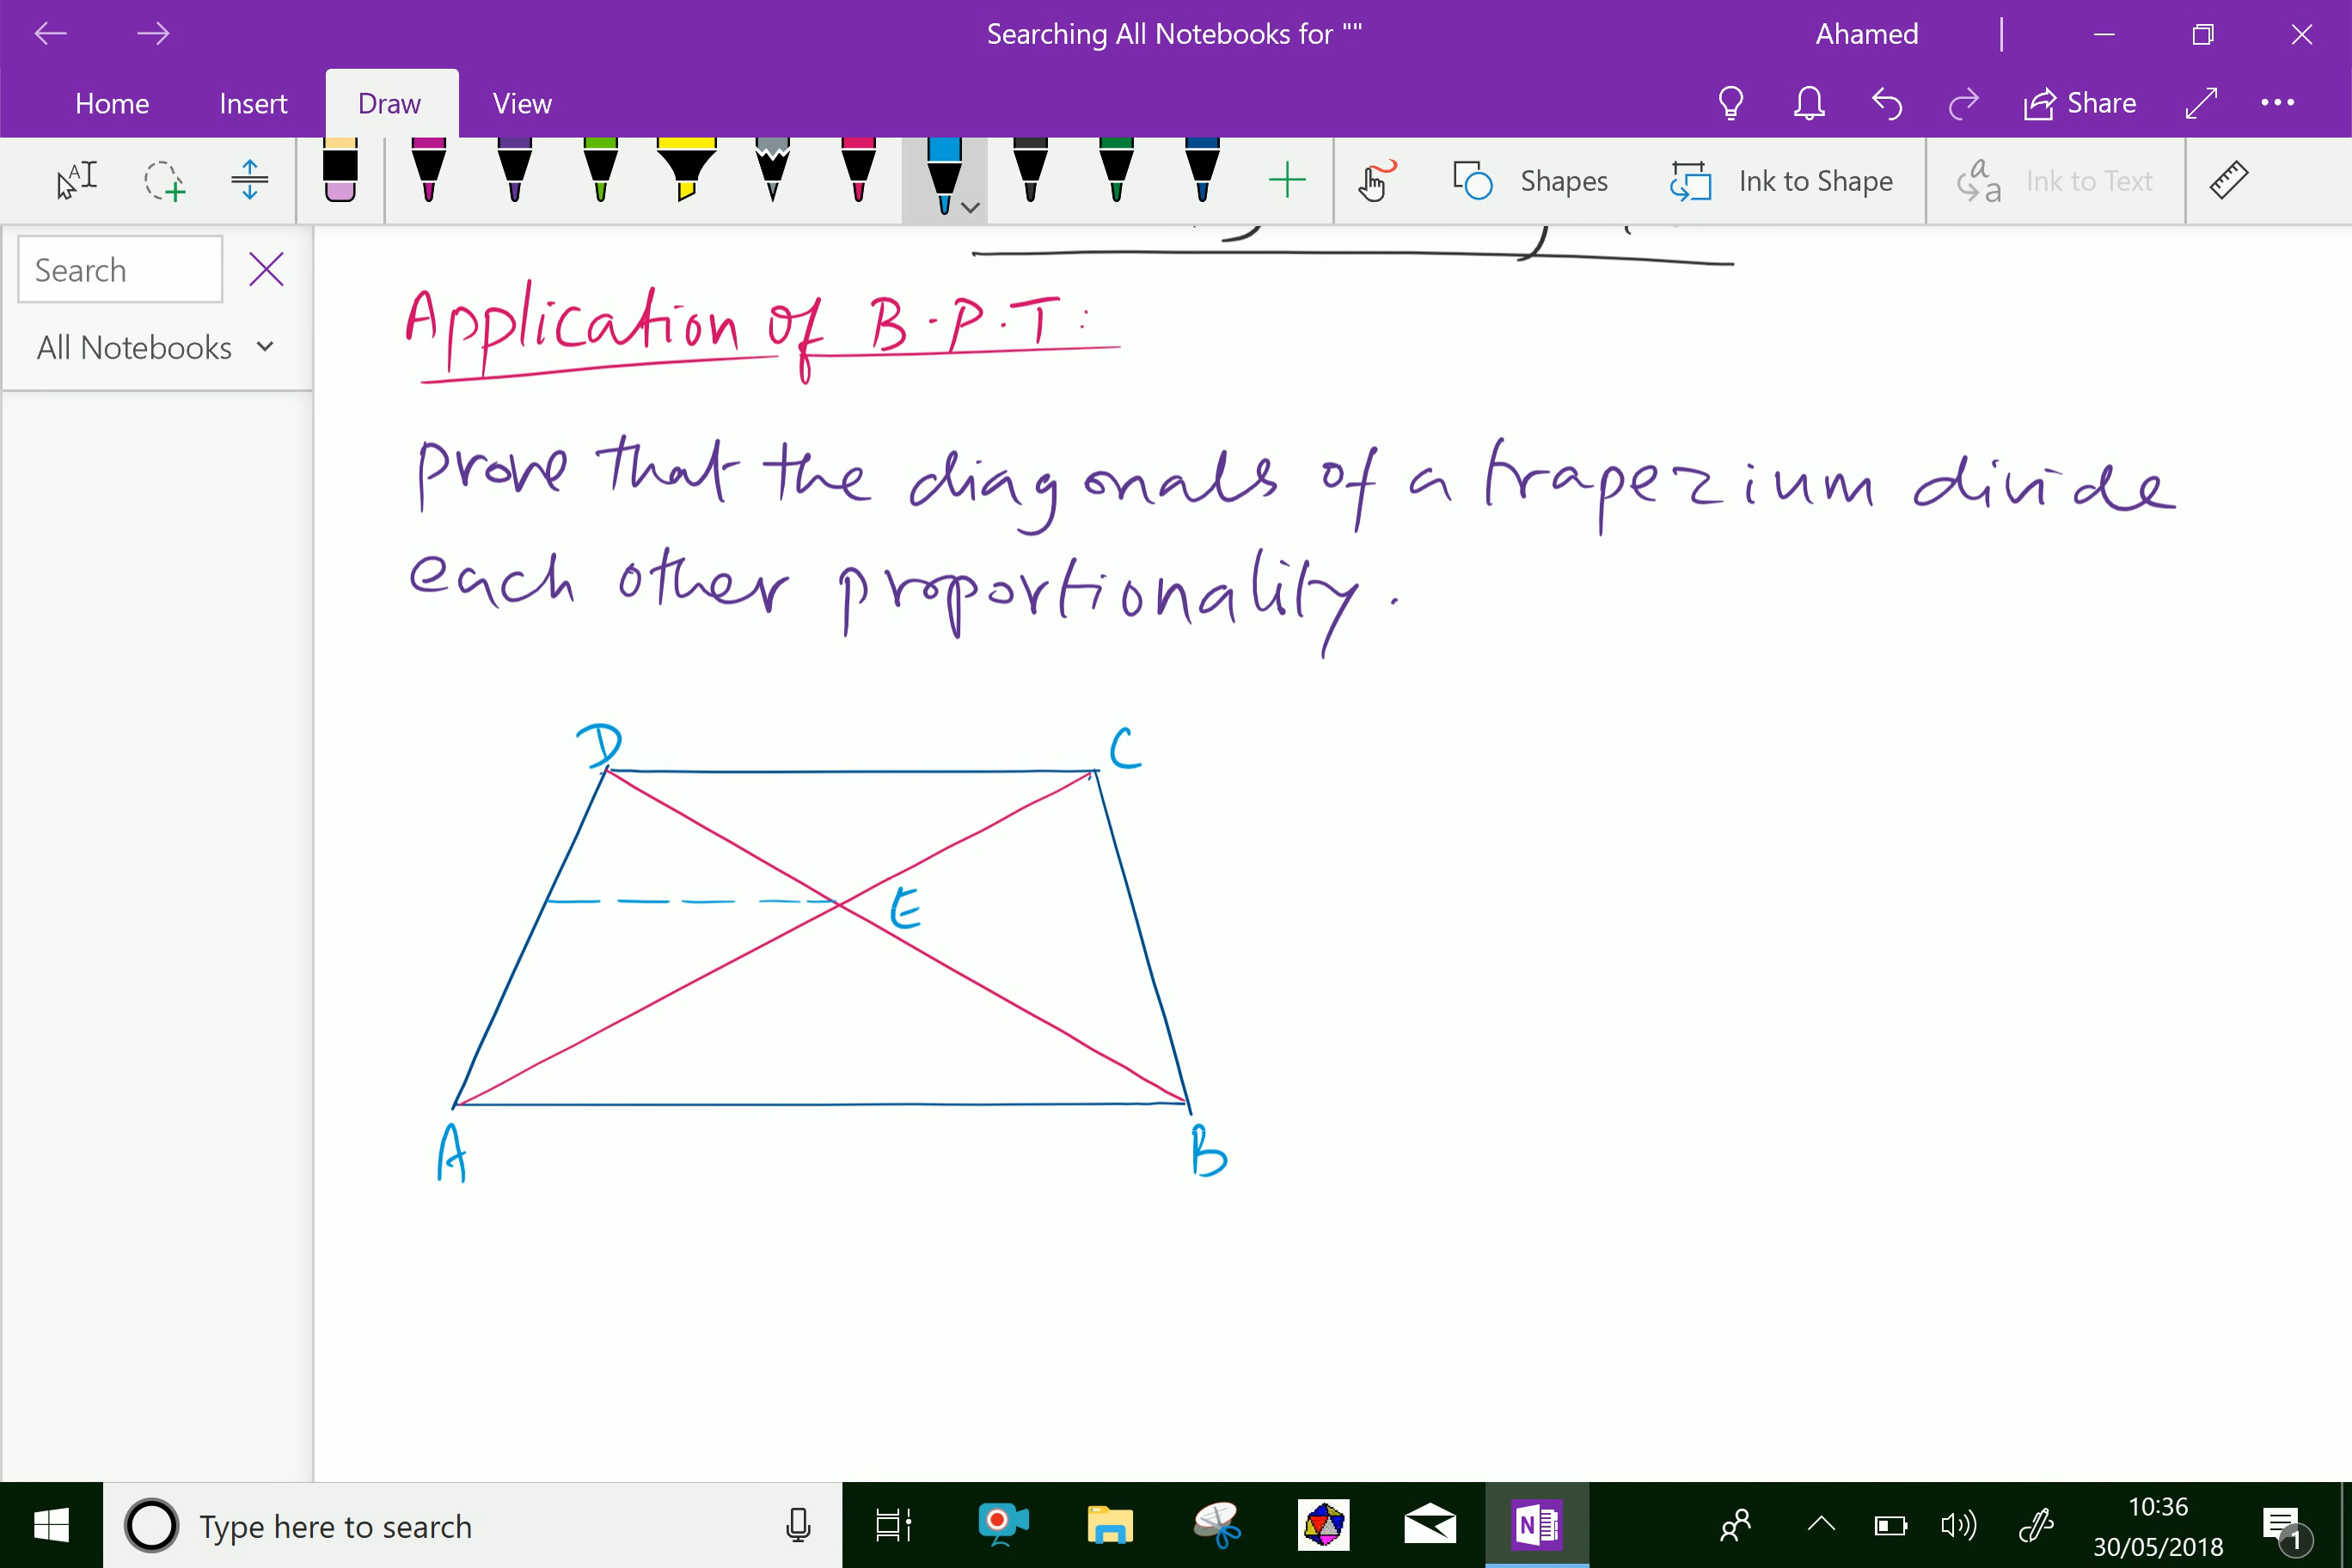 Searching All Notebooks for ""
Ahamed
Home Insert Draw View
Share
Shapes
Ink to Shape
Ink to Text
Search
All Notebooks
Application of B.P.T:
Prove that the diagonals of a trapezium divide
each other proportionality.
D C
E
A B
Type here to search
10:36
30/05/2018
1